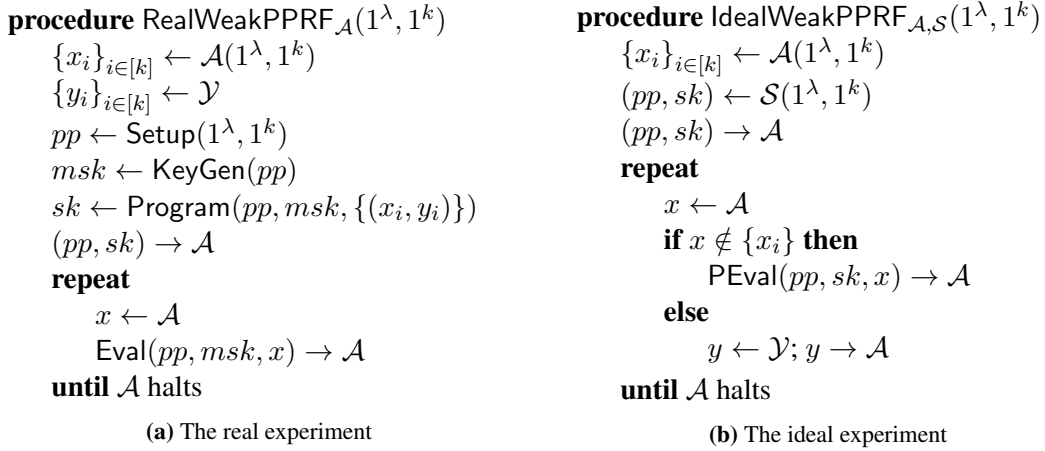 procedure RealWeakPPRF_𝒜(1^λ, 1^k)
{x_i}_{i∈[k]} ← 𝒜(1^λ, 1^k)
{y_i}_{i∈[k]} ← 𝒴
pp ← Setup(1^λ, 1^k)
msk ← KeyGen(pp)
sk ← Program(pp, msk, {(x_i, y_i)})
(pp, sk) → 𝒜
repeat
x ← 𝒜
Eval(pp, msk, x) → 𝒜
until 𝒜 halts
(a) The real experiment
procedure IdealWeakPPRF_{𝒜,𝒮}(1^λ, 1^k)
{x_i}_{i∈[k]} ← 𝒜(1^λ, 1^k)
(pp, sk) ← 𝒮(1^λ, 1^k)
(pp, sk) → 𝒜
repeat
x ← 𝒜
if x ∉ {x_i} then
PEval(pp, sk, x) → 𝒜
else
y ← 𝒴; y → 𝒜
until 𝒜 halts
(b) The ideal experiment